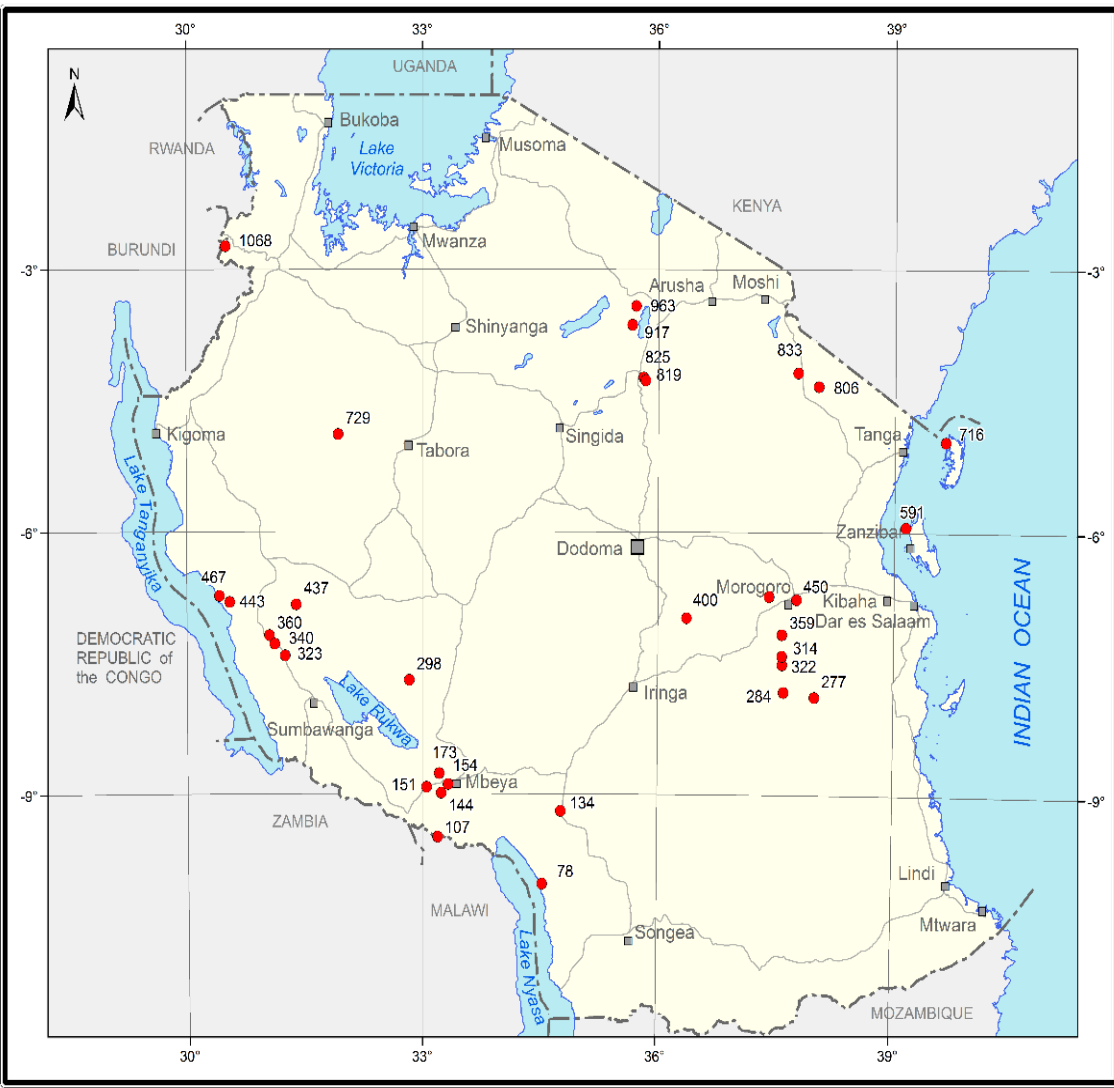 30°
33°
36°
39°
N
UGANDA
Bukoba
Musoma
RWANDA
Lake
Victoria
KENYA
1068
BURUNDI
Mwanza
-3°
-3°
Arusha
Moshi
963
Shinyanga
917
825
833
819
806
729
Kigoma
Tabora
Singida
Tanga
716
Lake Tanganyika
591
Zanzibar
-6°
-6°
Dodoma
467
443
437
Morogoro
450
400
Kibaha
Dar es Salaam
360
359
340
323
314
322
DEMOCRATIC
REPUBLIC of
the CONGO
298
284
277
Iringa
Lake Rukwa
Sumbawanga
INDIAN OCEAN
173
154
151
Mbeya
144
134
-9°
-9°
ZAMBIA
107
78
Lindi
MALAWI
Mtwara
Songea
Lake Nyasa
MOZAMBIQUE
30°
33°
36°
39°